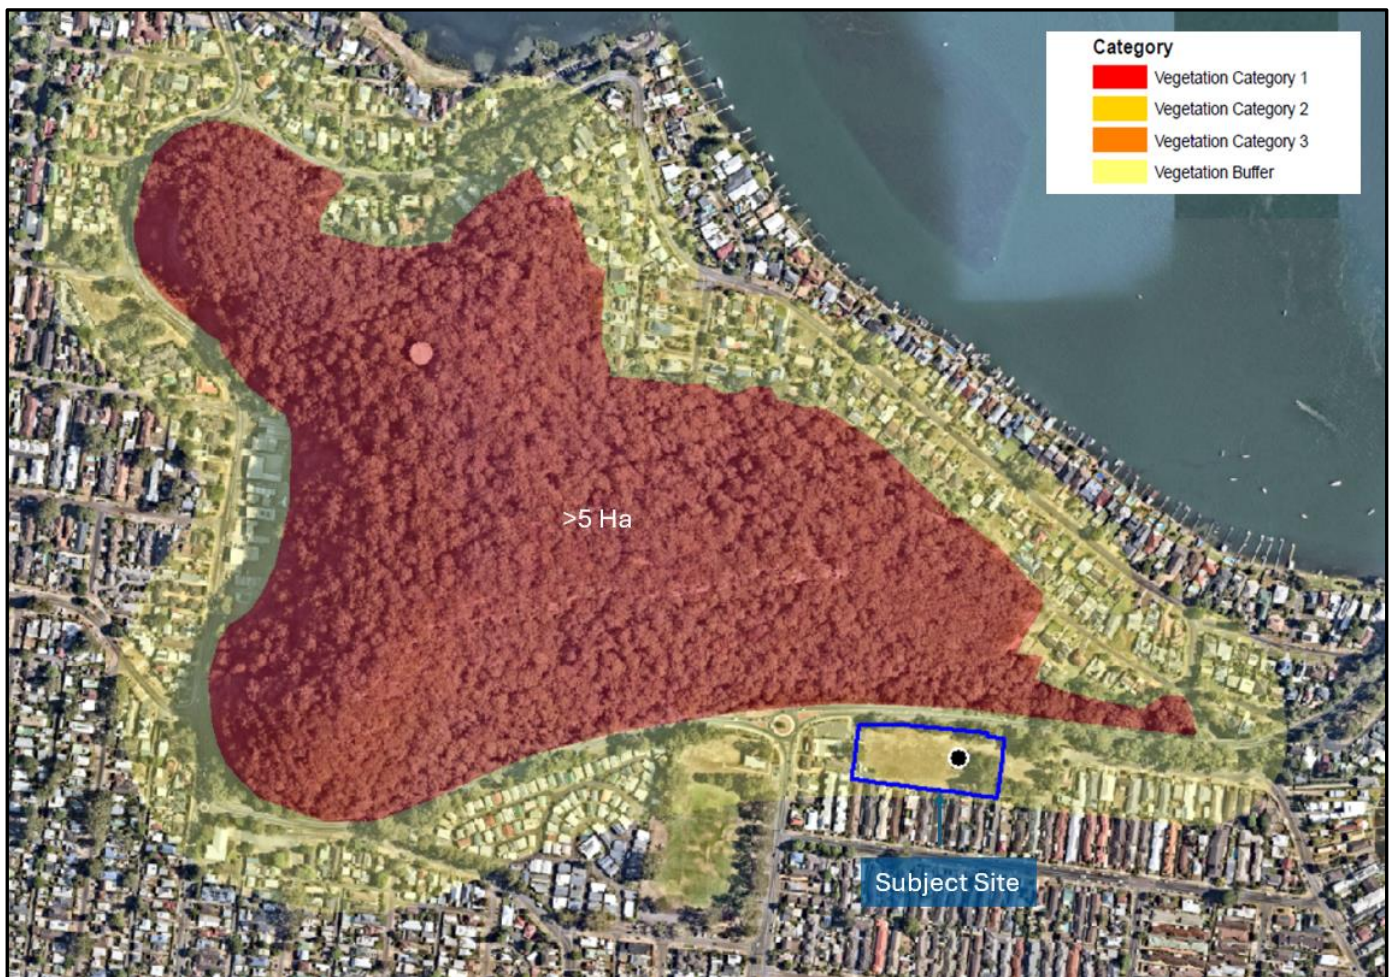 Category
Vegetation Category 1
Vegetation Category 2
Vegetation Category 3
Vegetation Buffer
>5 Ha
Subject Site